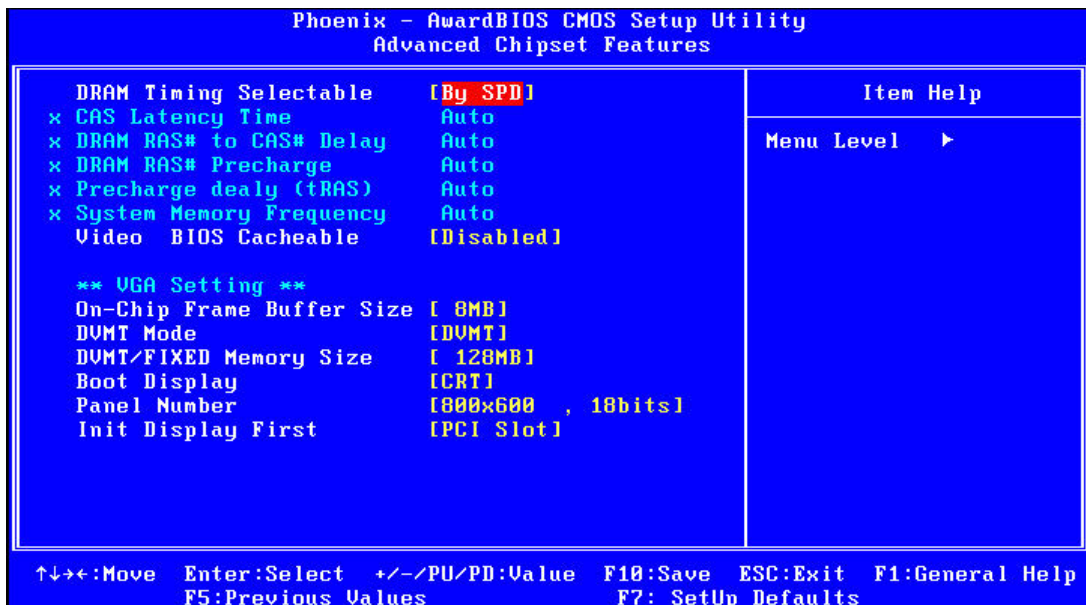 Phoenix - AwardBIOS CMOS Setup Utility
Advanced Chipset Features
DRAM Timing Selectable [By SPD]
x CAS Latency Time Auto
x DRAM RAS# to CAS# Delay Auto
x DRAM RAS# Precharge Auto
x Precharge dealy (tRAS) Auto
x System Memory Frequency Auto
Video BIOS Cacheable [Disabled]
** VGA Setting **
On-Chip Frame Buffer Size [ 8MB]
DVMT Mode [DVMT]
DVMT/FIXED Memory Size [ 128MB]
Boot Display [CRT]
Panel Number [800x600 , 18bits]
Init Display First [PCI Slot]
Item Help
Menu Level ►
↑↓→←:Move Enter:Select +/-/PU/PD:Value F10:Save ESC:Exit F1:General Help
F5:Previous Values F7: SetUp Defaults